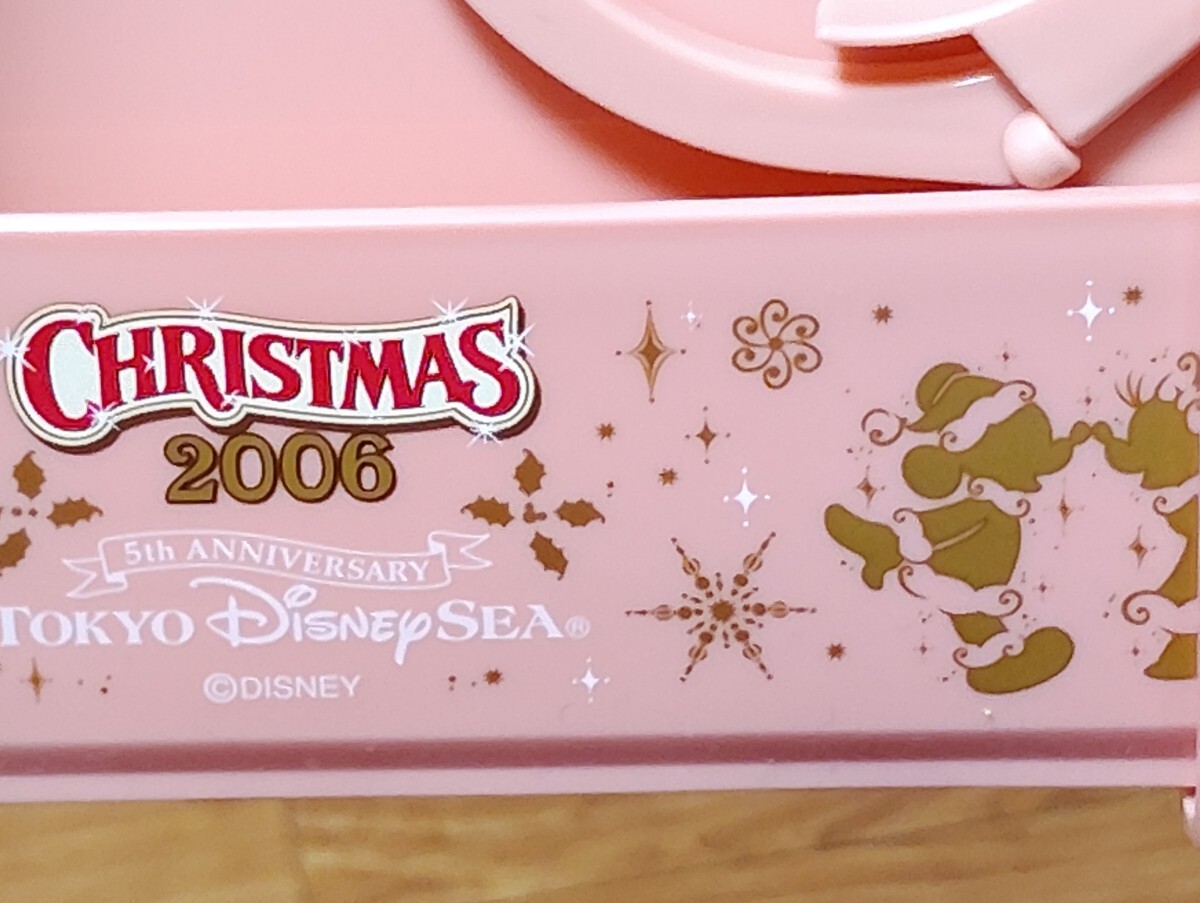 CHRISTMAS
2006
5th ANNIVERSARY
TOKYO DISNEYSEA®
©DISNEY